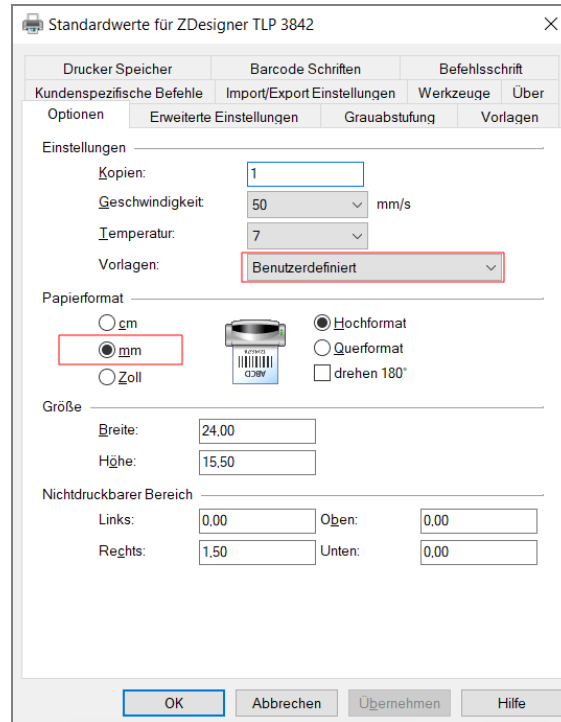 Standardwerte für ZDesigner TLP 3842
Drucker Speicher Barcode Schriften Befehlsschrift
Kundenspezifische Befehle Import/Export Einstellungen Werkzeuge Über
Optionen Erweiterte Einstellungen Grauabstufung Vorlagen
Einstellungen
Kopien: 1
Geschwindigkeit: 50 mm/s
Temperatur: 7
Vorlagen: Benutzerdefiniert
Papierformat
cm Hochformat
mm Querformat
Zoll drehen 180°
ABCD
Größe
Breite: 24,00
Höhe: 15,50
Nichtdruckbarer Bereich
Links: 0,00 Oben: 0,00
Rechts: 1,50 Unten: 0,00
OK Abbrechen Übernehmen Hilfe